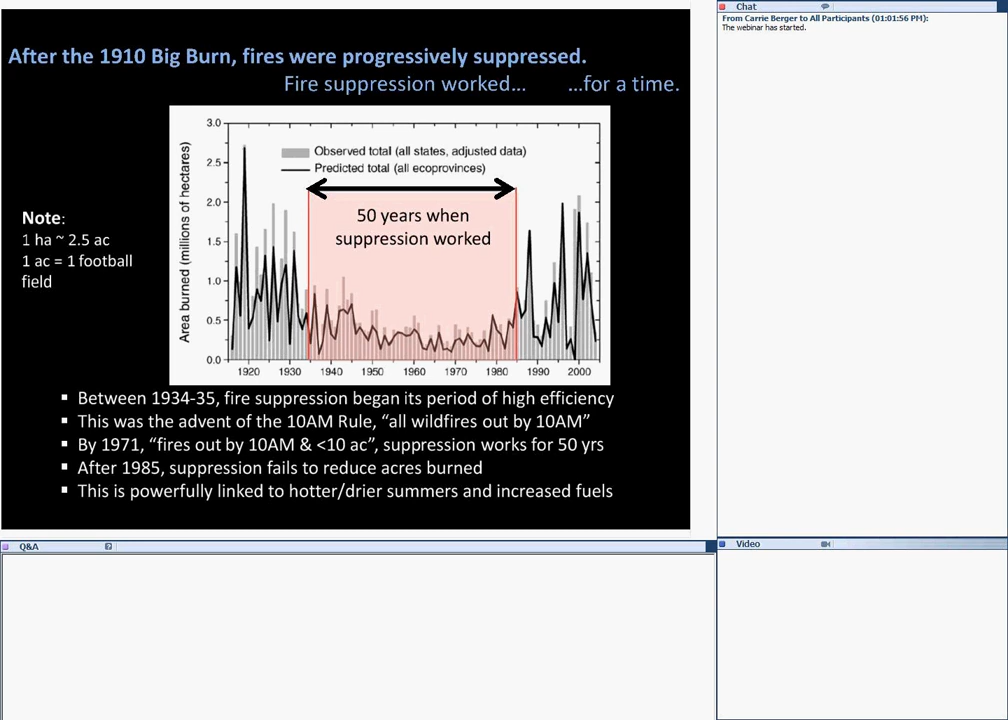 After the 1910 Big Burn, fires were progressively suppressed.
Fire suppression worked… …for a time.
3.0
2.5
2.0
1.5
1.0
0.5
0.0
Area burned (millions of hectares)
Observed total (all states, adjusted data)
Predicted total (all ecoprovinces)
50 years when
suppression worked
1920 1930 1940 1950 1960 1970 1980 1990 2000
Note:
1 ha ~ 2.5 ac
1 ac = 1 football
field
▪ Between 1934-35, fire suppression began its period of high efficiency
▪ This was the advent of the 10AM Rule, “all wildfires out by 10AM”
▪ By 1971, “fires out by 10AM & <10 ac”, suppression works for 50 yrs
▪ After 1985, suppression fails to reduce acres burned
▪ This is powerfully linked to hotter/drier summers and increased fuels
Chat
From Carrie Berger to All Participants (01:01:56 PM):
The webinar has started.
Q&A
Video